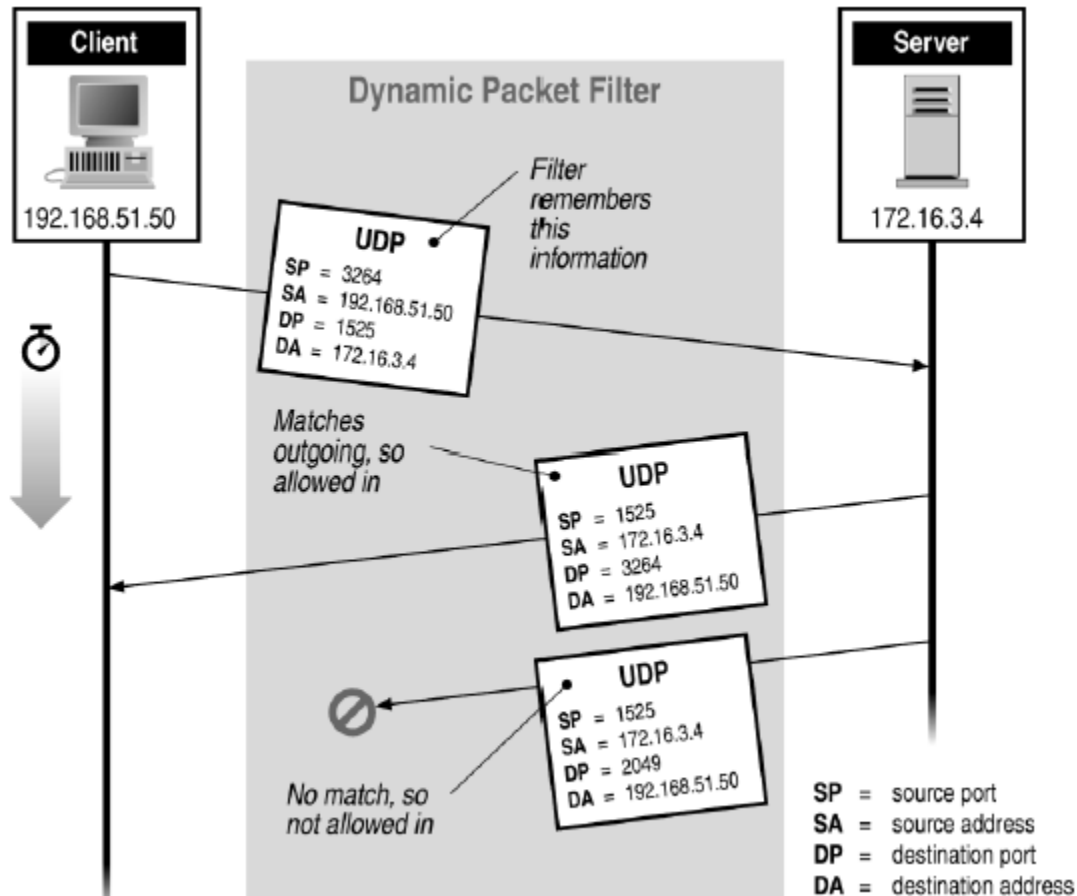 Client
192.168.51.50
Server
172.16.3.4
Dynamic Packet Filter
Filter
remembers
this
information
UDP
SP = 3264
SA = 192.168.51.50
DP = 1525
DA = 172.16.3.4
Matches
outgoing, so
allowed in
UDP
SP = 1525
SA = 172.16.3.4
DP = 3264
DA = 192.168.51.50
UDP
SP = 1525
SA = 172.16.3.4
DP = 2049
DA = 192.168.51.50
No match, so
not allowed in
SP = source port
SA = source address
DP = destination port
DA = destination address